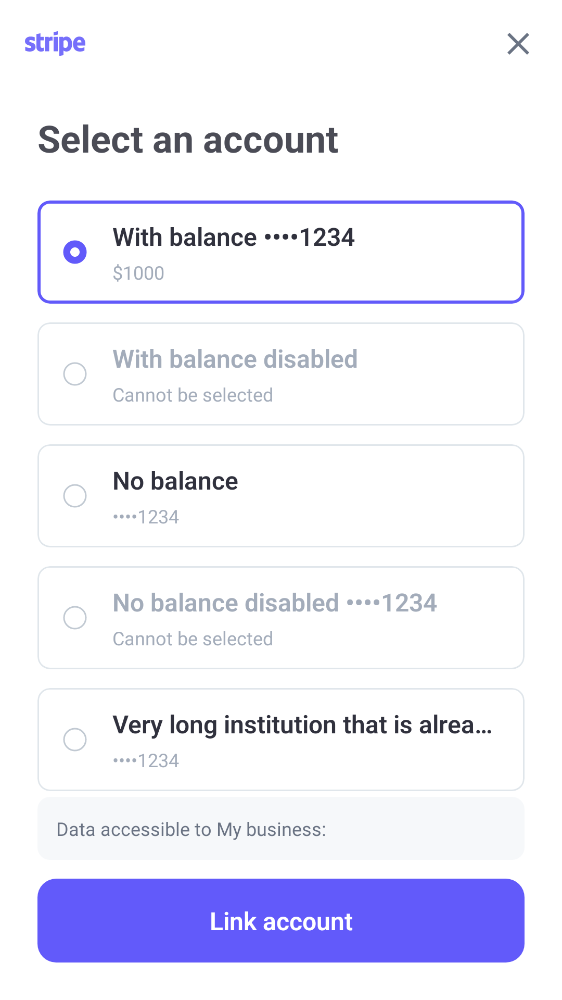 stripe
Select an account
With balance ••••1234
$1000
With balance disabled
Cannot be selected
No balance
••••1234
No balance disabled ••••1234
Cannot be selected
Very long institution that is alrea...
••••1234
Data accessible to My business:
Link account